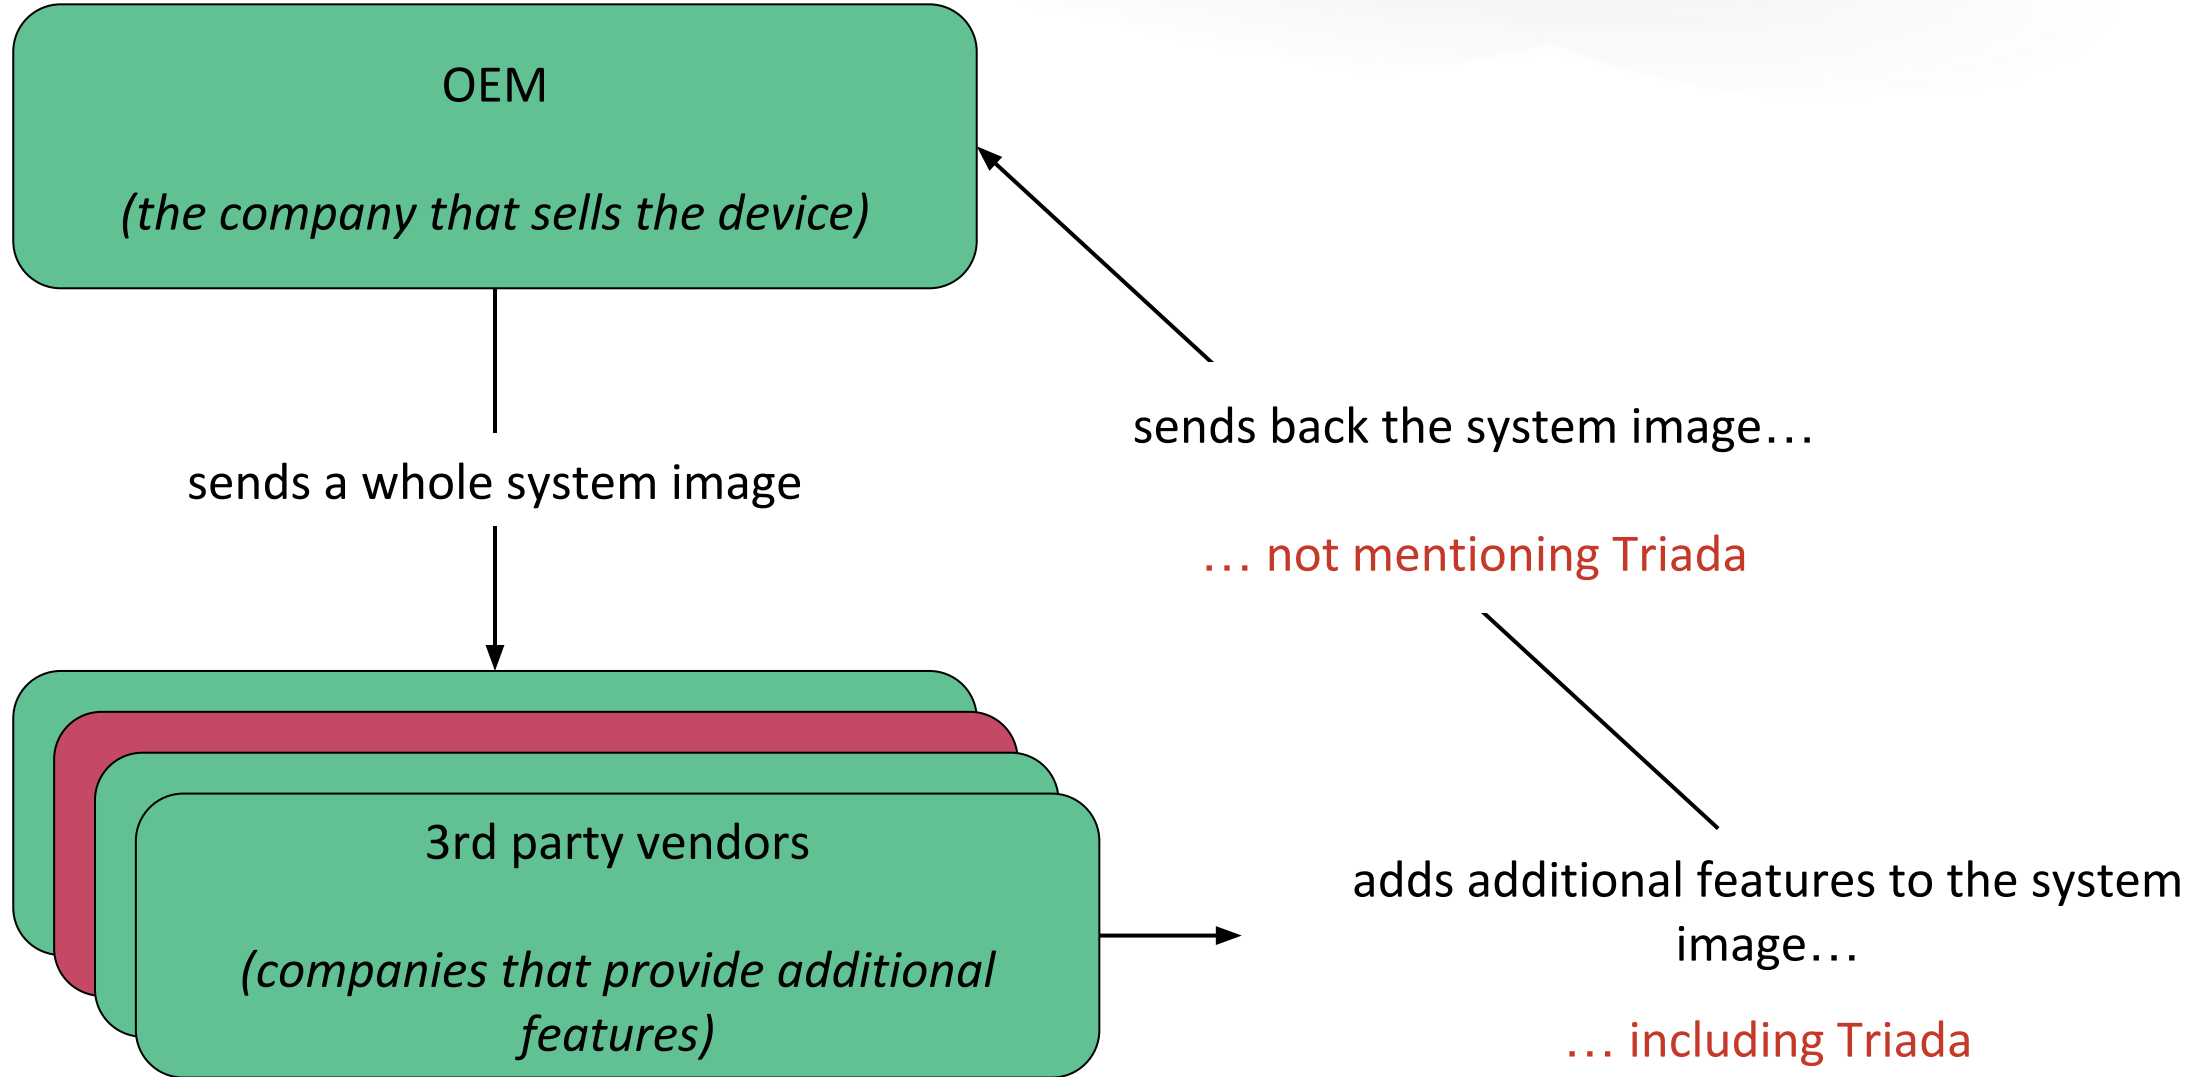 OEM
(the company that sells the device)
sends a whole system image
sends back the system image…
… not mentioning Triada
3rd party vendors
(companies that provide additional
features)
adds additional features to the system
image…
… including Triada